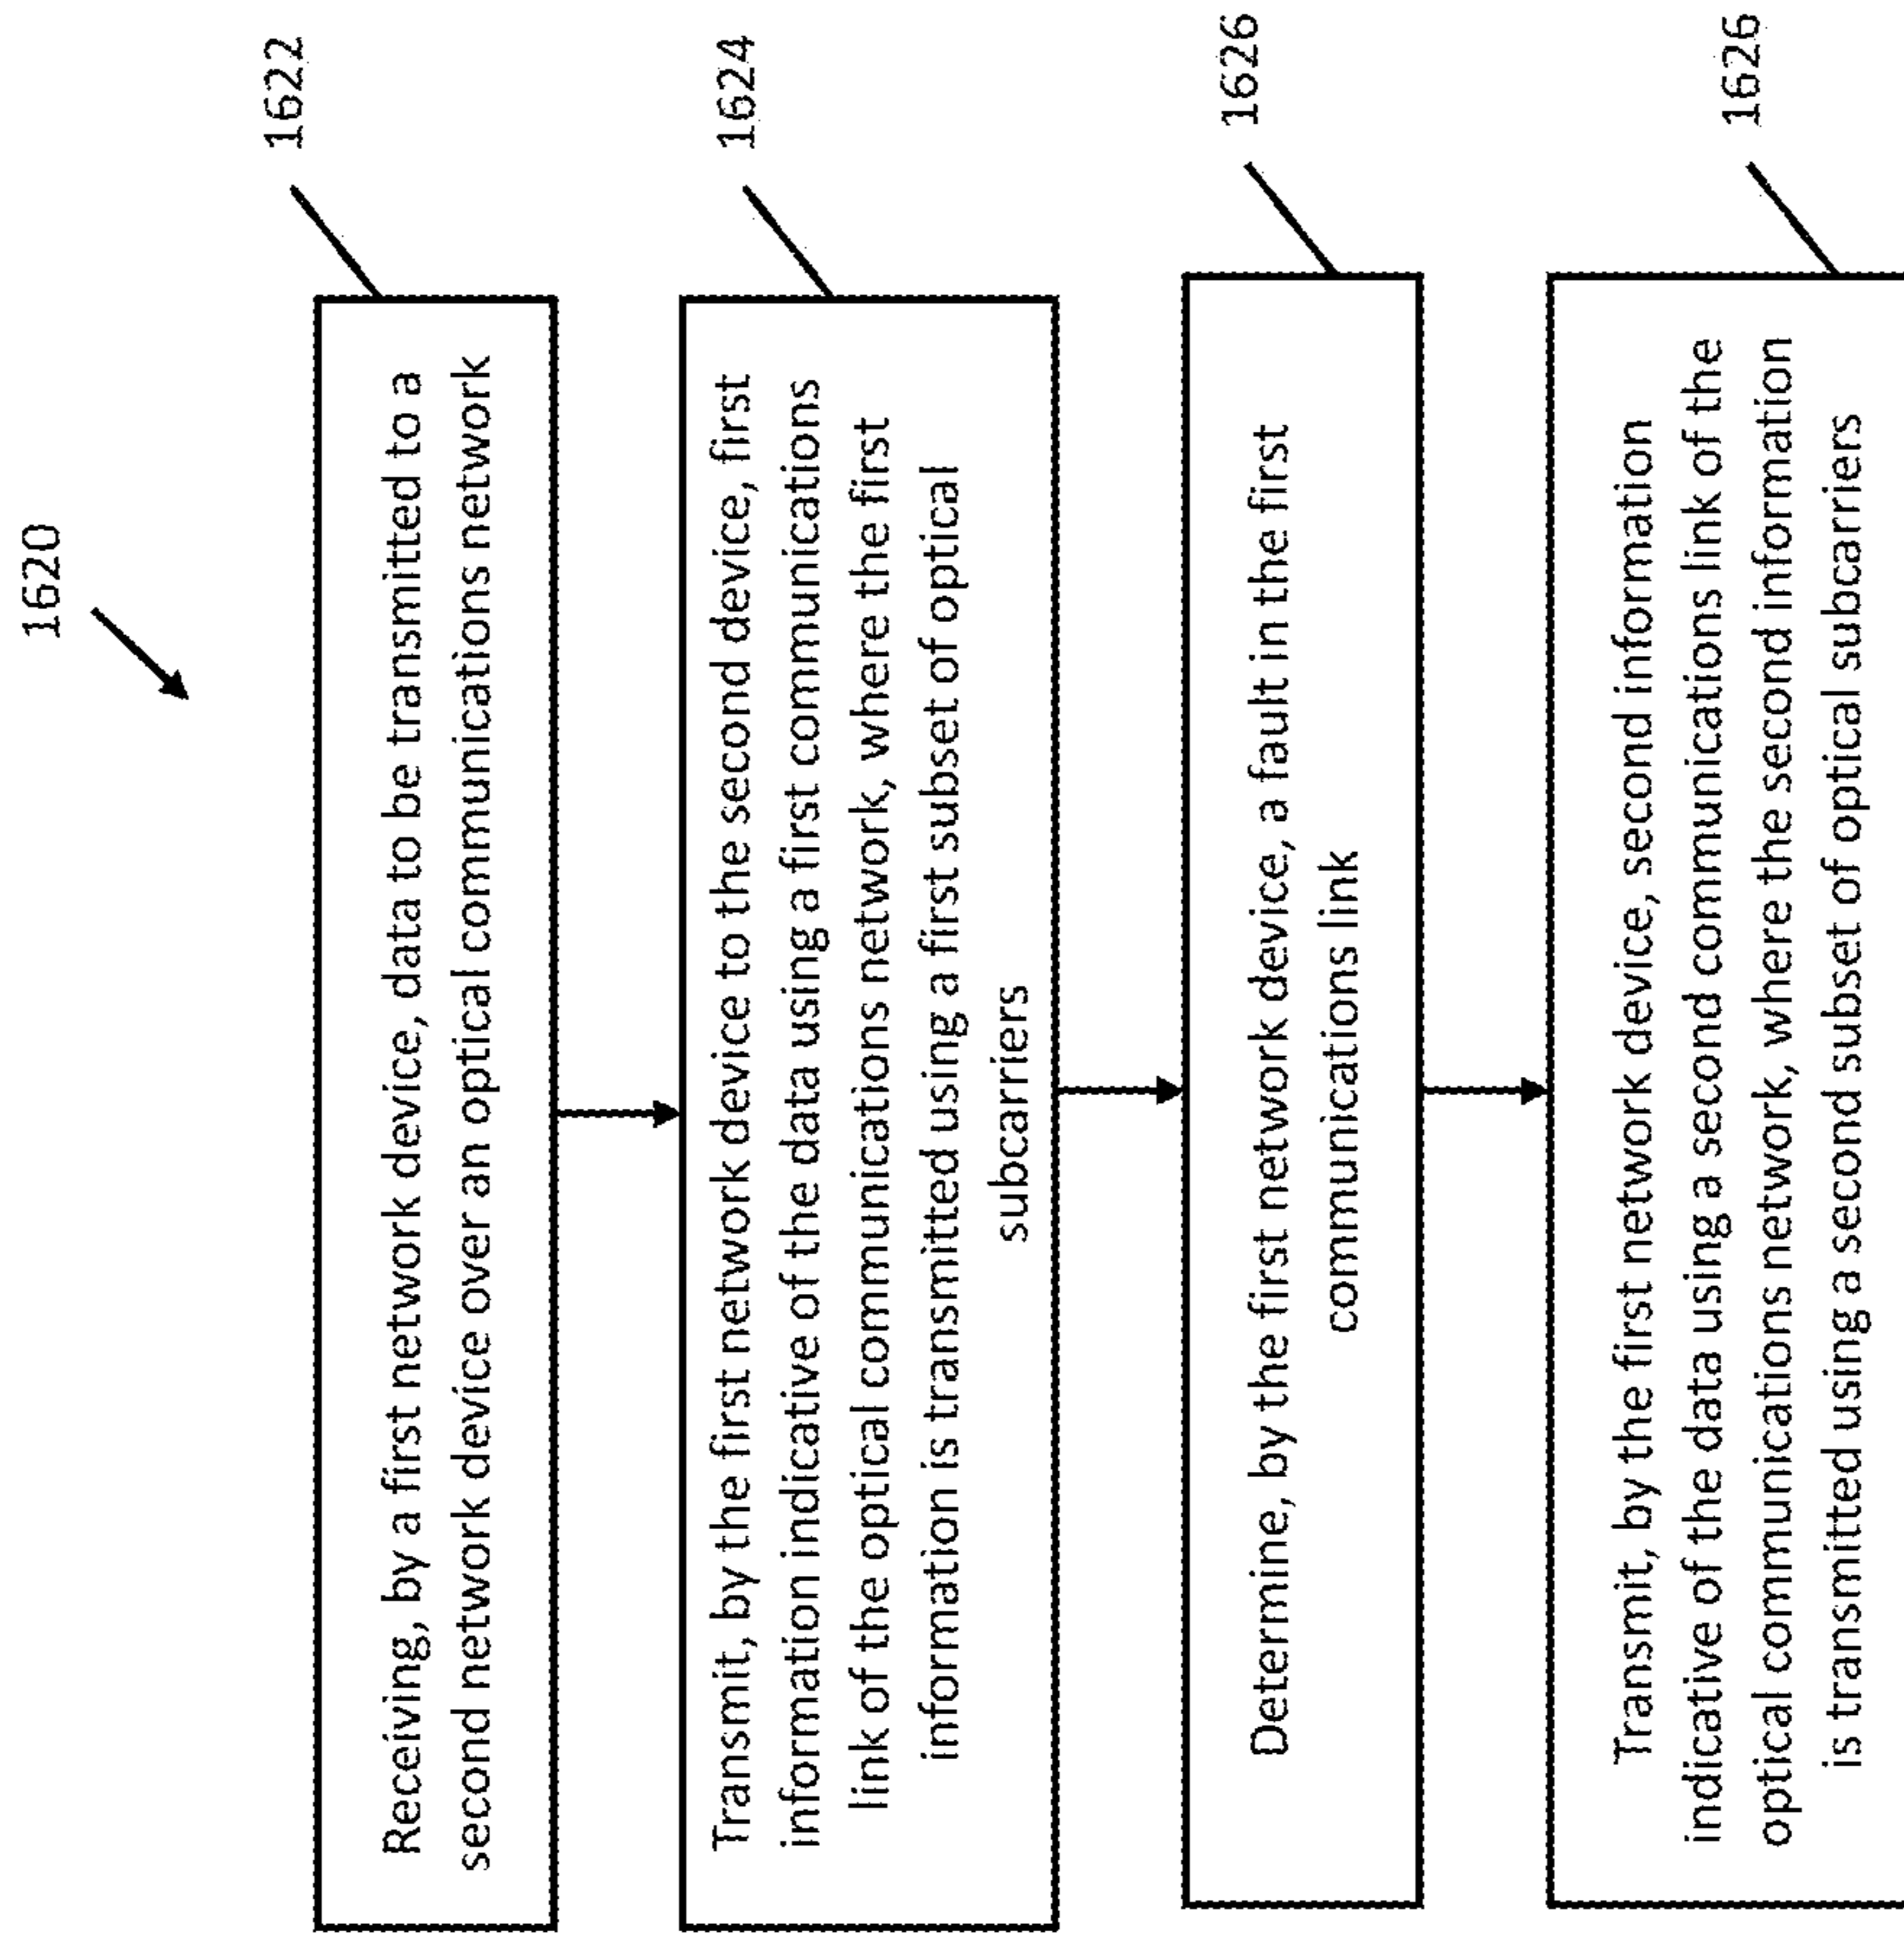 1620
1622
Receiving, by a first network device, data to be transmitted to a
second network device over an optical communications network
1624
Transmit, by the first network device to the second device, first
information indicative of the data using a first communications
link of the optical communications network, where the first
information is transmitted using a first subset of optical
subcarriers
1626
Determine, by the first network device, a fault in the first
communications link
1626
Transmit, by the first network device, second information
indicative of the data using a second communications link of the
optical communications network, where the second information
is transmitted using a second subset of optical subcarriers